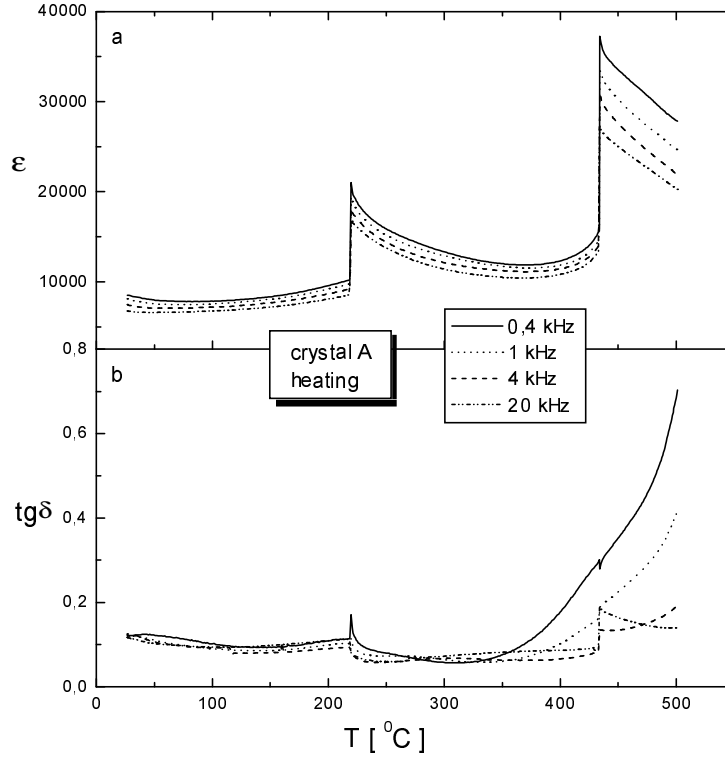 a
40000
30000
20000
10000
ε
0,4 kHz
1 kHz
4 kHz
20 kHz
crystal A
heating
b
0,8
0,6
0,4
0,2
0,0
tgδ
0
100
200
300
400
500
T [ ⁰C ]